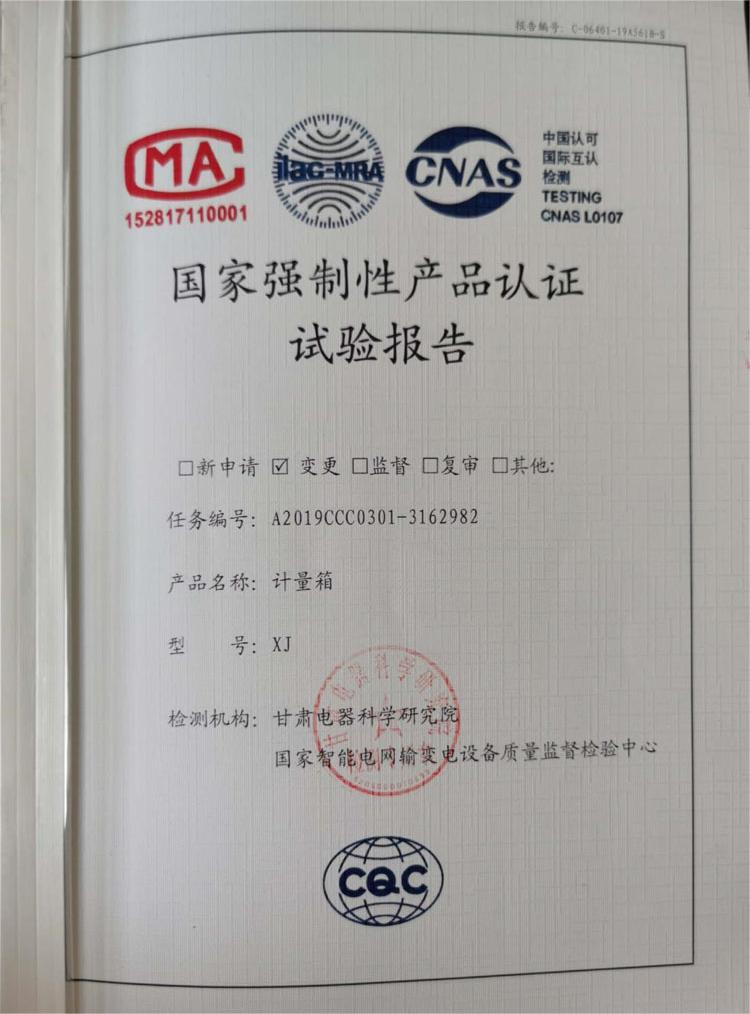 报告编号: C-06401-19A3618-S
MA
152817110001
ilac-MRA
CNAS
中国认可
国际互认
检测
TESTING
CNAS L0107
国家强制性产品认证
试验报告
□新申请 ☑ 变更 □监督 □复审 □其他:
任务编号: A2019CCC0301-3162982
产品名称: 计量箱
型 号: XJ
检测机构: 甘肃电器科学研究院
国家智能电网输变电设备质量监督检验中心
CQC